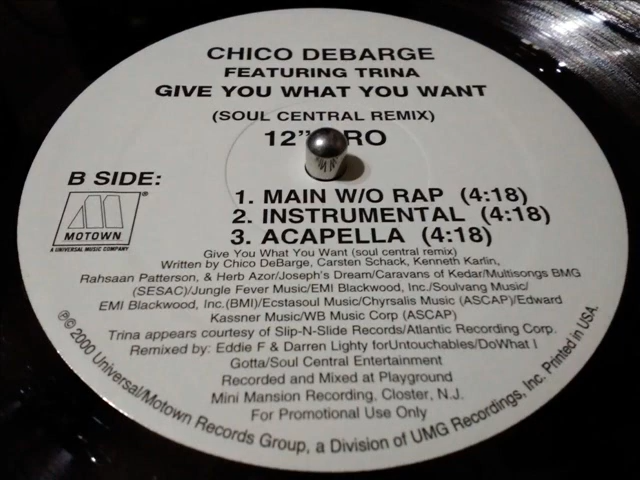 CHICO DEBARGE
FEATURING TRINA
GIVE YOU WHAT YOU WANT
(SOUL CENTRAL REMIX)
12"
B SIDE:
1. MAIN W/O RAP (4:18)
2. INSTRUMENTAL (4:18)
3. ACAPELLA (4:18)
MOTOWN®
A UNIVERSAL MUSIC COMPANY
Give You What You Want (soul central remix)
Written by Chico DeBarge, Carsten Schack, Kenneth Karlin,
Rahsaan Patterson, & Herb Azor/Joseph's Dream/Caravans of Kedar/Multisongs BMG
(SESAC)/Jungle Fever Music/EMI Blackwood, Inc./Soulvang Music/
EMI Blackwood, Inc.(BMI)/Ecstasoul Music/Chyrsalis Music (ASCAP)/Edward
Kassner Music/WB Music Corp (ASCAP)
Trina appears courtesy of Slip-N-Slide Records/Atlantic Recording Corp.
Remixed by: Eddie F & Darren Lighty forUntouchables/DoWhat I
Gotta/Soul Central Entertainment
Recorded and Mixed at Playground
Mini Mansion Recording, Closter, N.J.
For Promotional Use Only
℗© 2000 Universal/Motown Records Group, a Division of UMG Recordings, Inc. Printed in USA.